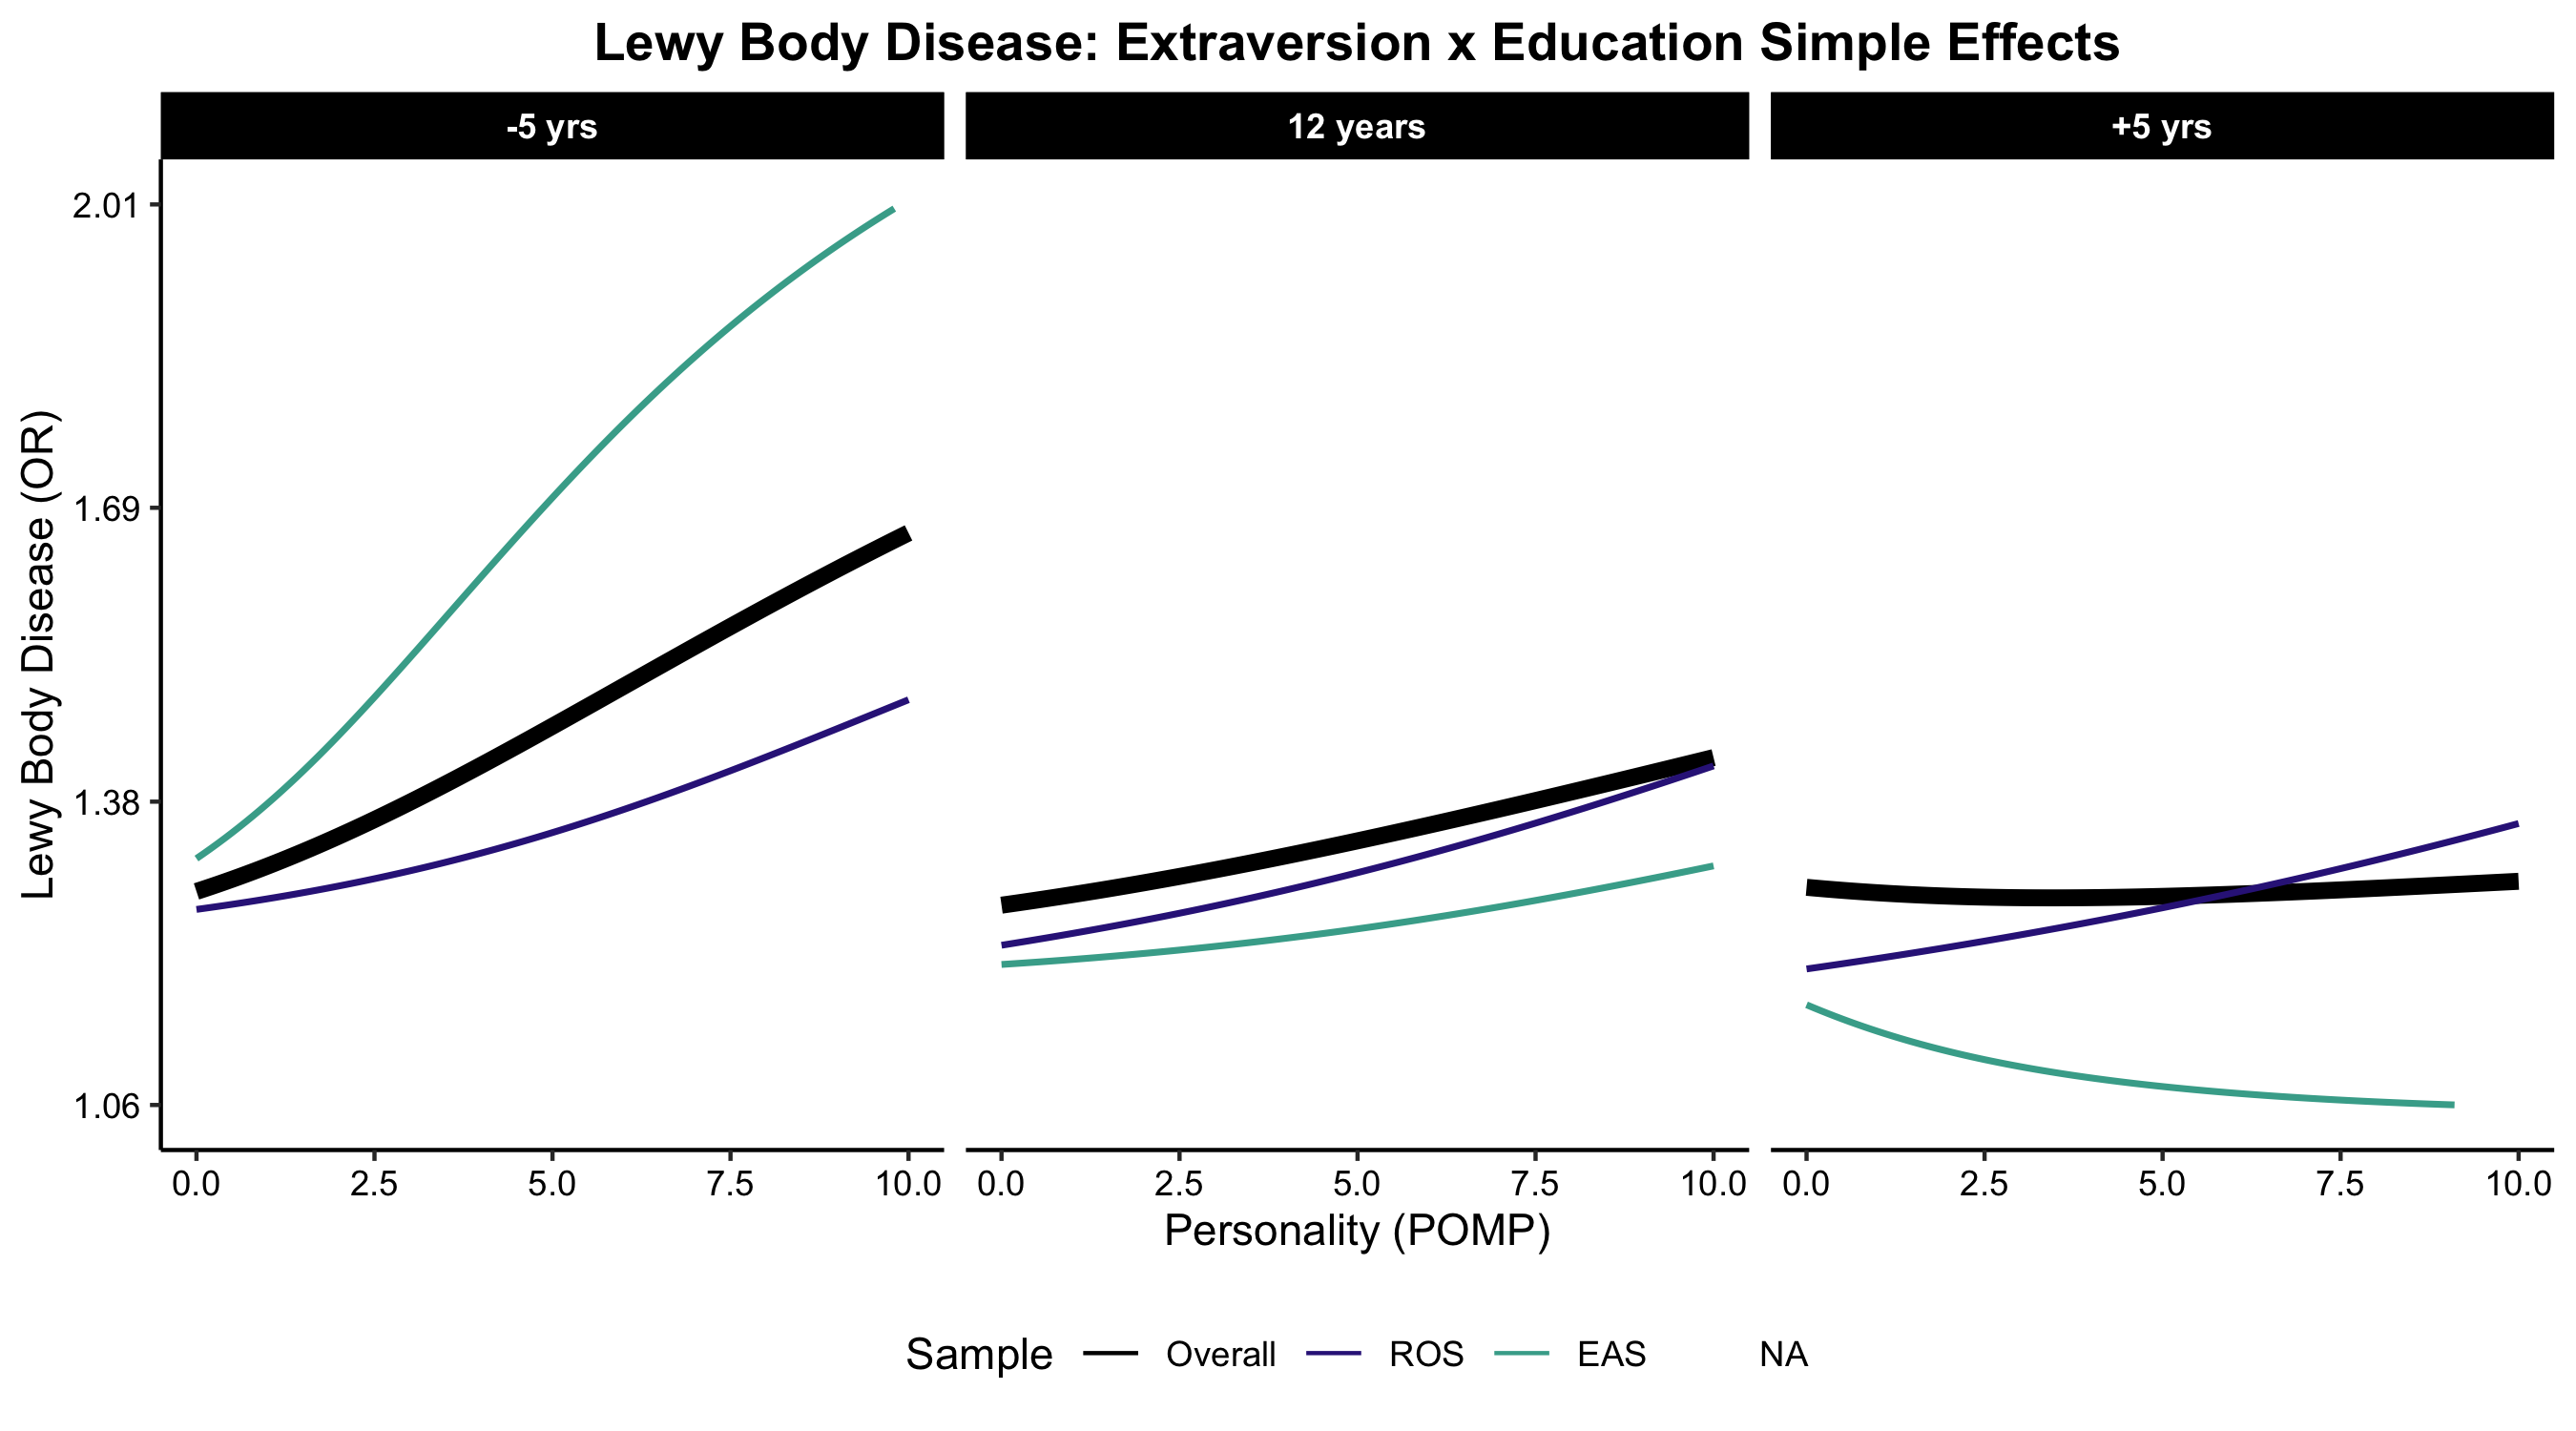 Lewy Body Disease: Extraversion x Education Simple Effects
-5 yrs
12 years
+5 yrs
Lewy Body Disease (OR)
2.01
1.69
1.38
1.06
0.0 2.5 5.0 7.5 10.0
0.0 2.5 5.0 7.5 10.0
0.0 2.5 5.0 7.5 10.0
Personality (POMP)
Sample Overall ROS EAS NA